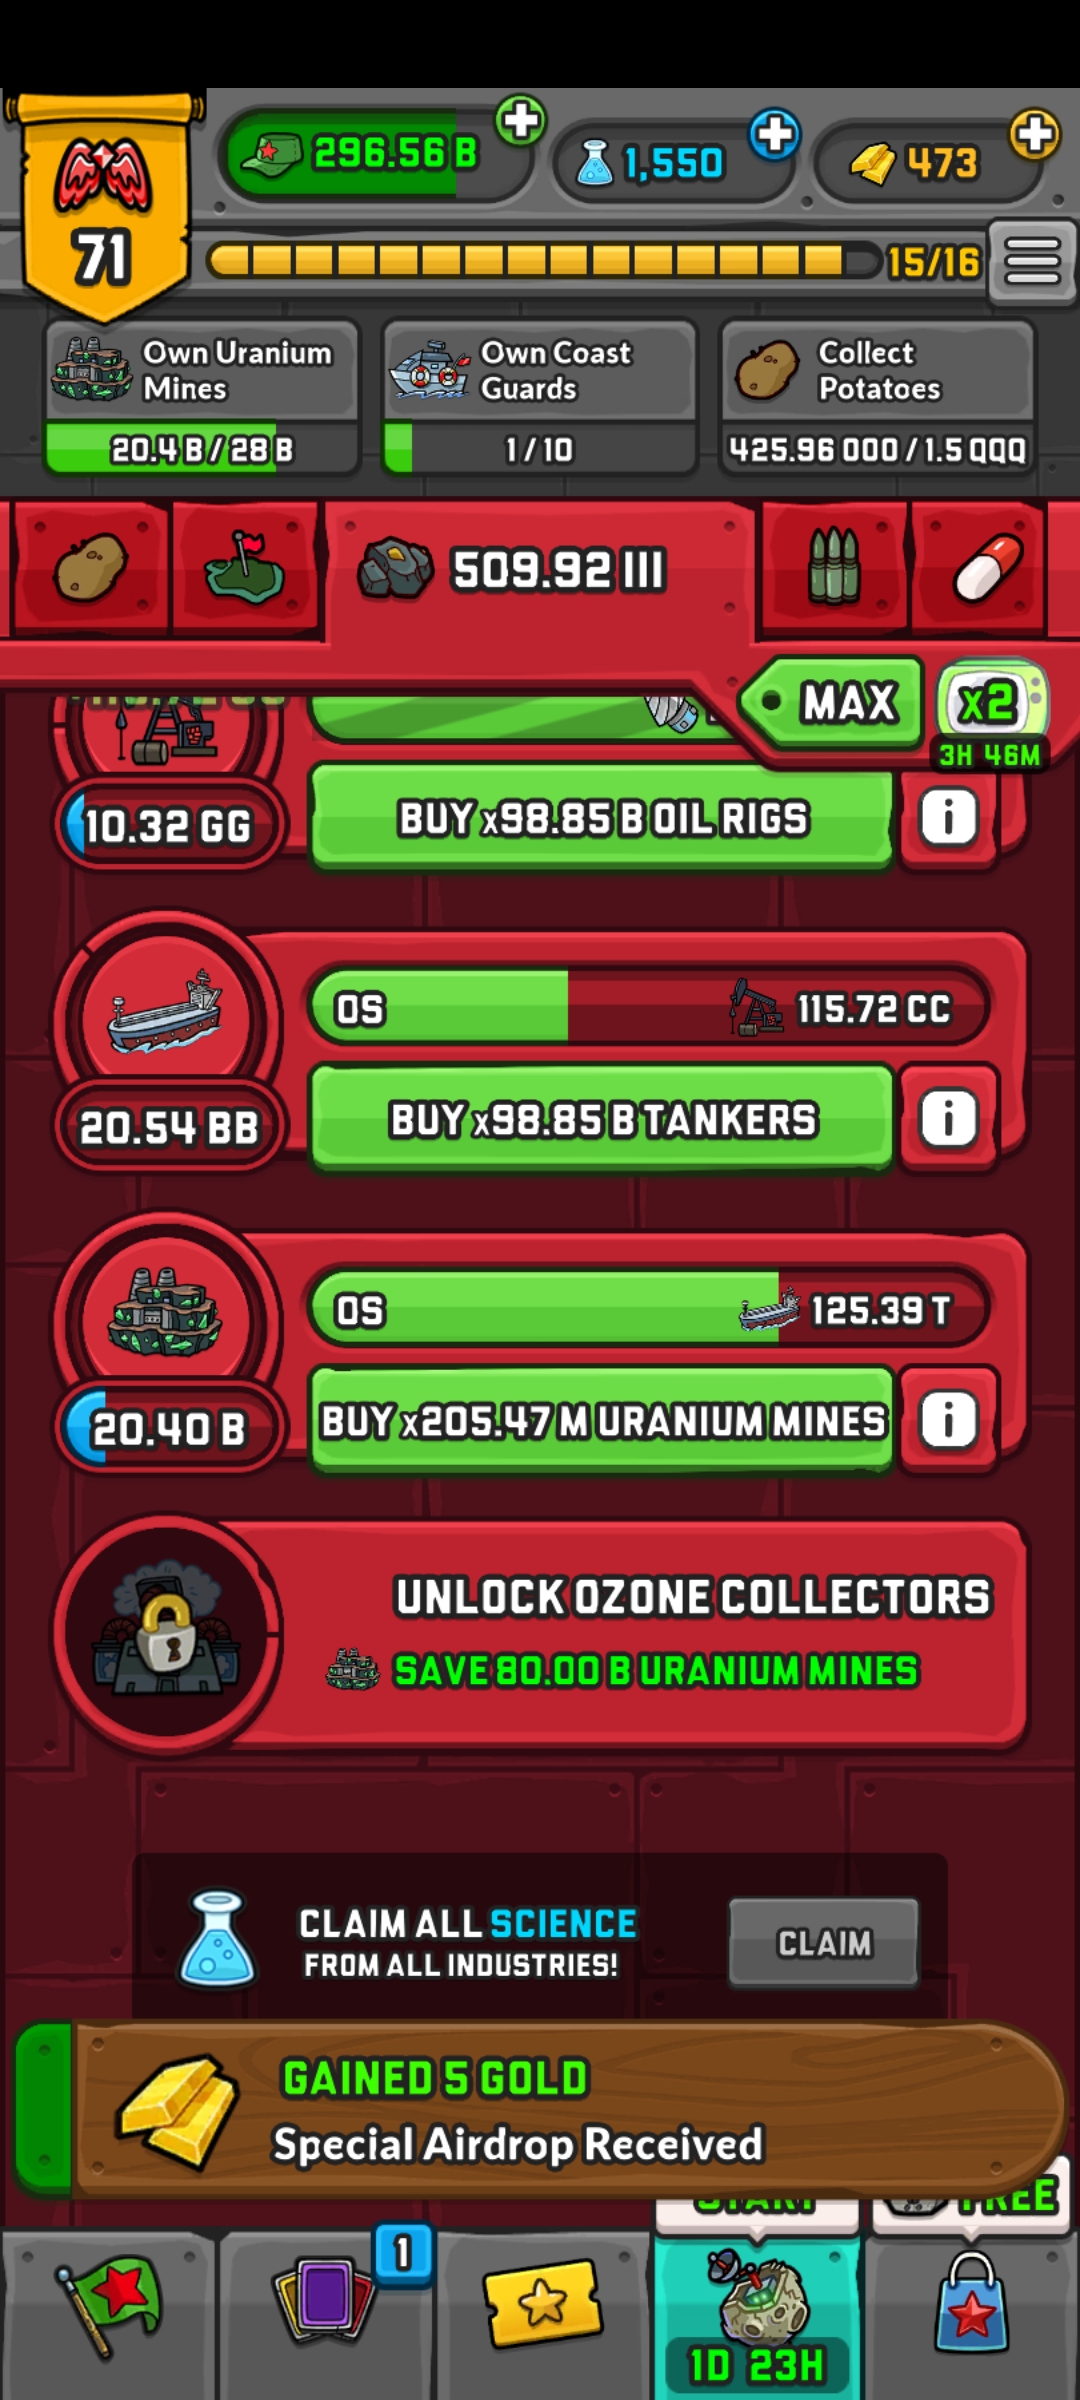 296.56 B
1,550
473
71
15/16
Own Uranium
Mines
20.4 B / 28 B
Own Coast
Guards
1 / 10
Collect
Potatoes
425.96 OOO / 1.5 QQQ
509.92 III
MAX
x2
3H 46M
10.32 GG
BUY x98.85 B OIL RIGS
i
0S
115.72 CC
20.54 BB
BUY x98.85 B TANKERS
i
0S
125.39 T
20.40 B
BUY x205.47 M URANIUM MINES
i
UNLOCK OZONE COLLECTORS
SAVE 80.00 B URANIUM MINES
CLAIM ALL SCIENCE
FROM ALL INDUSTRIES!
CLAIM
GAINED 5 GOLD
Special Airdrop Received
START
FREE
1
1D 23H